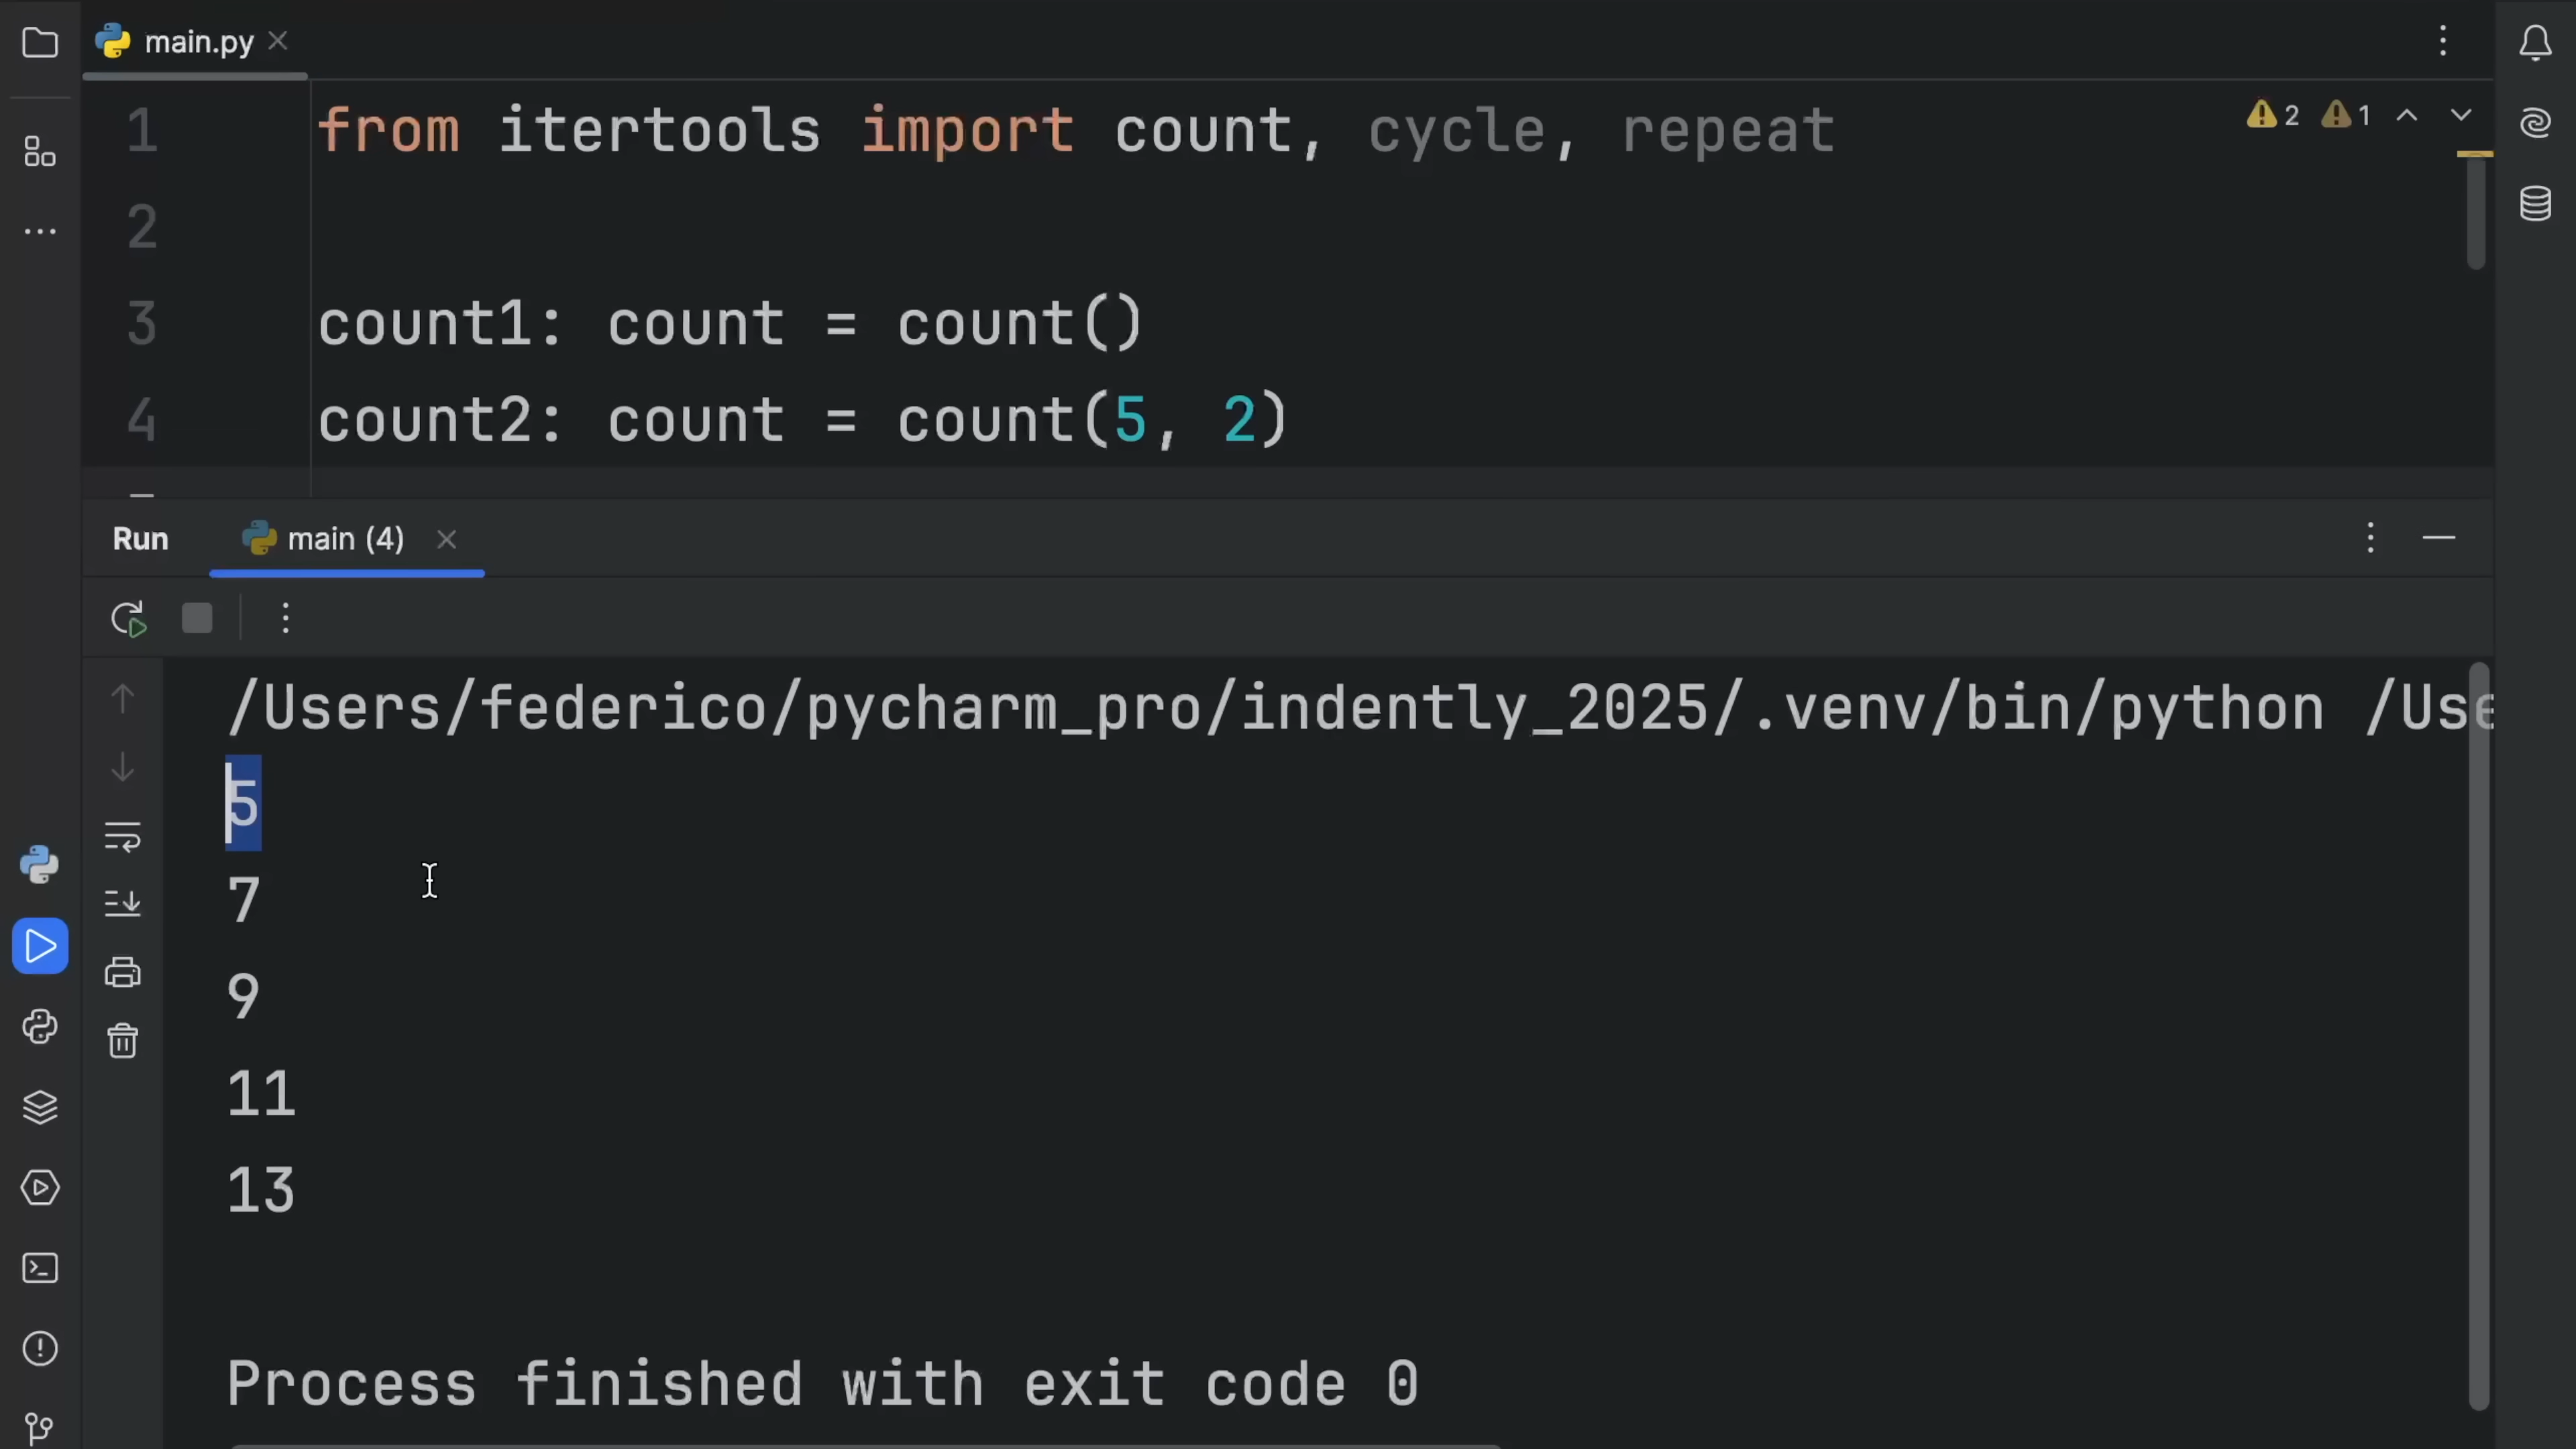 main.py
2 1
1 from itertools import count, cycle, repeat
2
3 count1: count = count()
4 count2: count = count(5, 2)
Run main (4)
/Users/federico/pycharm_pro/indently_2025/.venv/bin/python /Use
5
7
9
11
13
Process finished with exit code 0